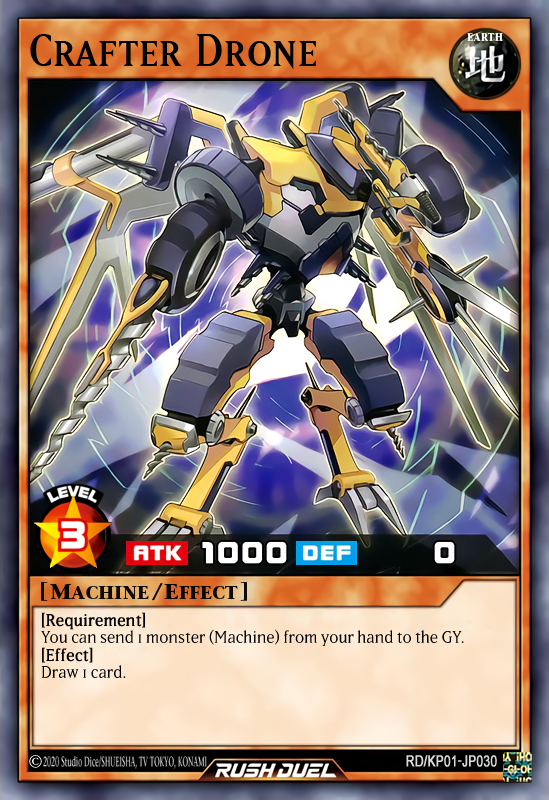 CRAFTER DRONE
EARTH
地
LEVEL
3
ATK 1000 DEF 0
[MACHINE/EFFECT]
[Requirement]
You can send 1 monster (Machine) from your hand to the GY.
[Effect]
Draw 1 card.
©2020 Studio Dice/SHUEISHA, TV TOKYO, KONAMI
RUSH DUEL
RD/KP01-JP030